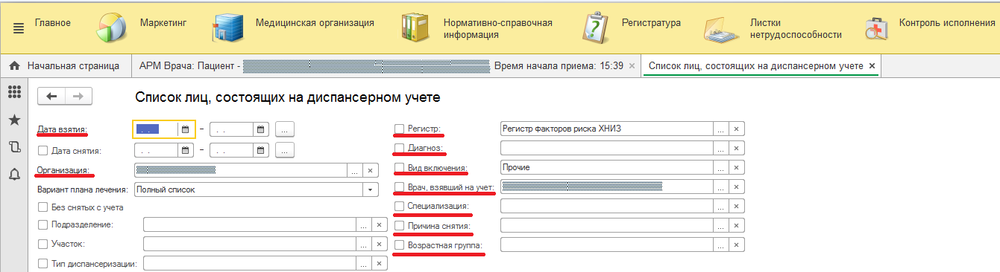 Главное
Маркетинг
Медицинская организация
Нормативно-справочная
информация
Регистратура
Листки
нетрудоспособности
Контроль исполнения
Начальная страница
АРМ Врача: Пациент - Время начала приема: 15:39 ×
Список лиц, состоящих на диспансерном учете ×
Список лиц, состоящих на диспансерном учете
Дата взятия: . . – . . ...
Дата снятия: . . – . . ...
Организация: ... ×
Вариант плана лечения: Полный список
Без снятых с учета
Подразделение: ... ×
Участок: ... ×
Тип диспансеризации: ... ×
Регистр: Регистр факторов риска ХНИЗ ... ×
Диагноз: ... ×
Вид включения: Прочие ... ×
Врач, взявший на учет: ... ×
Специализация: ... ×
Причина снятия: ... ×
Возрастная группа: ... ×